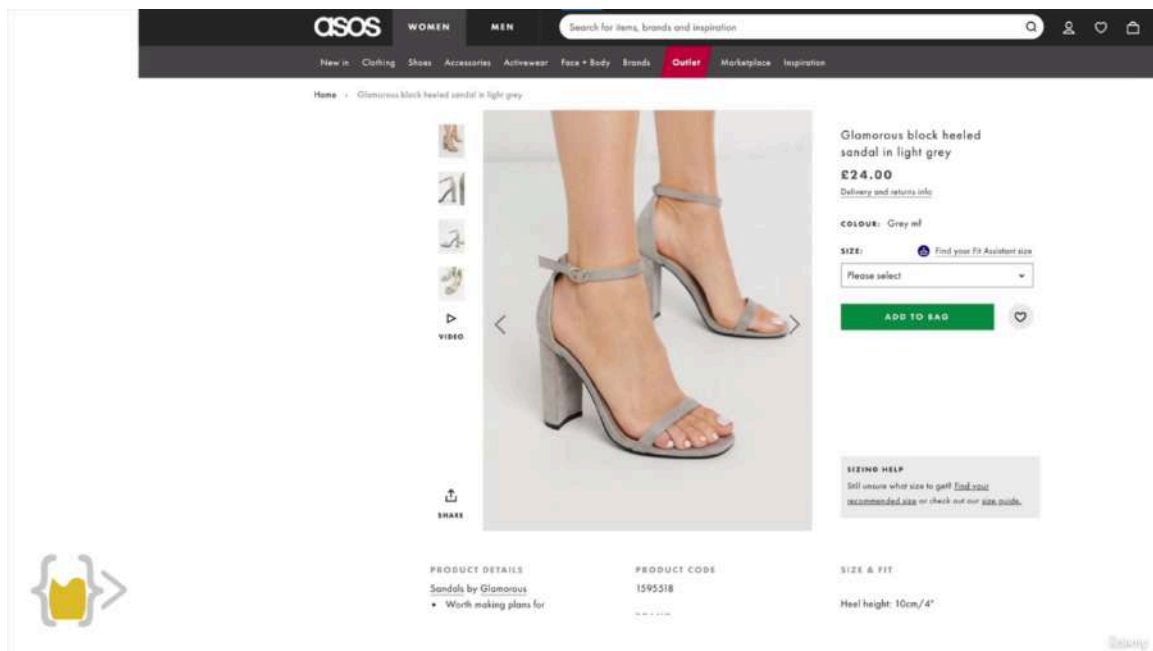 asos
WOMEN
MEN
Search for items, brands and inspiration
New in Clothing Shoes Accessories Activewear Face + Body Brands Outlet Marketplace Inspiration
Home › Glamorous block heeled sandal in light grey
Glamorous block heeled
sandal in light grey
£24.00
Delivery and returns info
COLOUR: Grey mf
SIZE: Find your Fit Assistant size
Please select
ADD TO BAG
VIDEO
SIZING HELP
Still unsure what size to get? Find your
recommended size or check out our size guide.
SHARE
PRODUCT DETAILS
Sandals by Glamorous
• Worth making plans for
PRODUCT CODE
1595518
SIZE & FIT
Heel height: 10cm/4"
Udemy